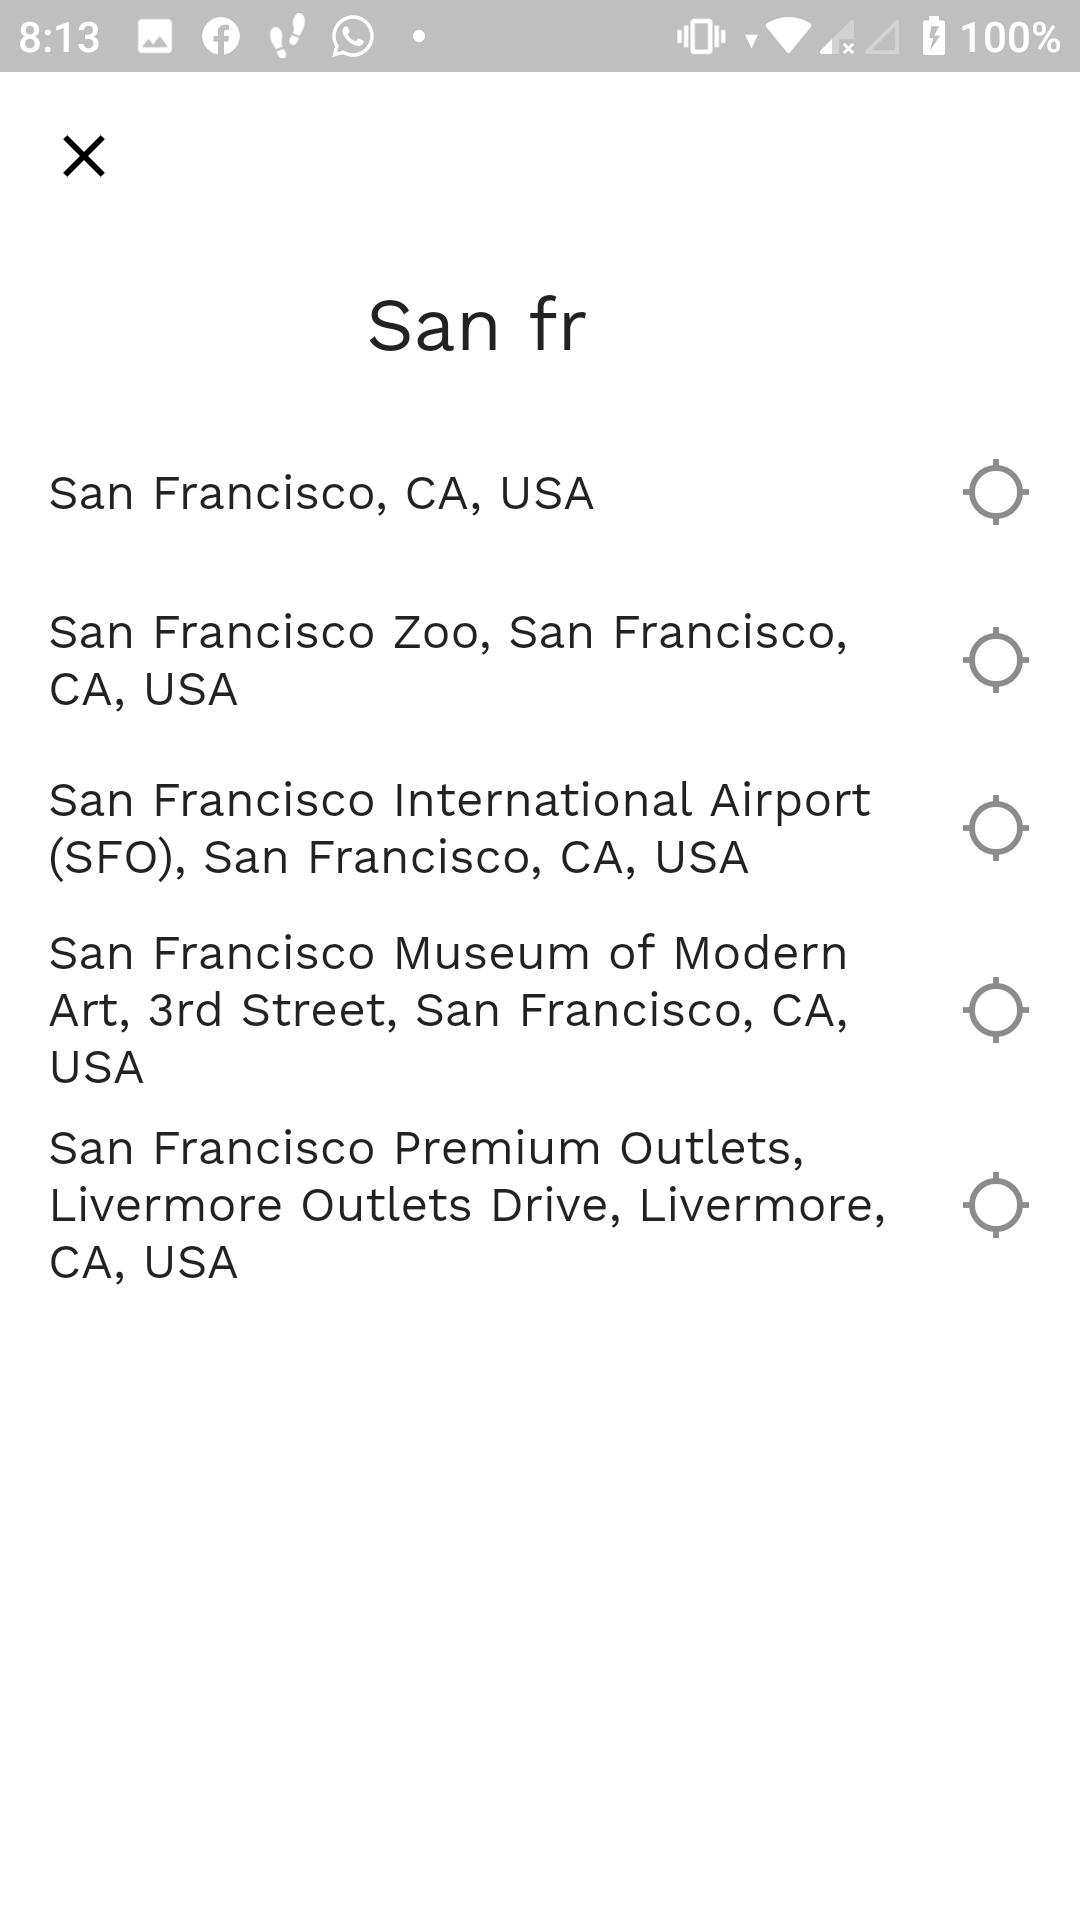 8:13
100%
San fr
San Francisco, CA, USA
San Francisco Zoo, San Francisco,
CA, USA
San Francisco International Airport
(SFO), San Francisco, CA, USA
San Francisco Museum of Modern
Art, 3rd Street, San Francisco, CA,
USA
San Francisco Premium Outlets,
Livermore Outlets Drive, Livermore,
CA, USA